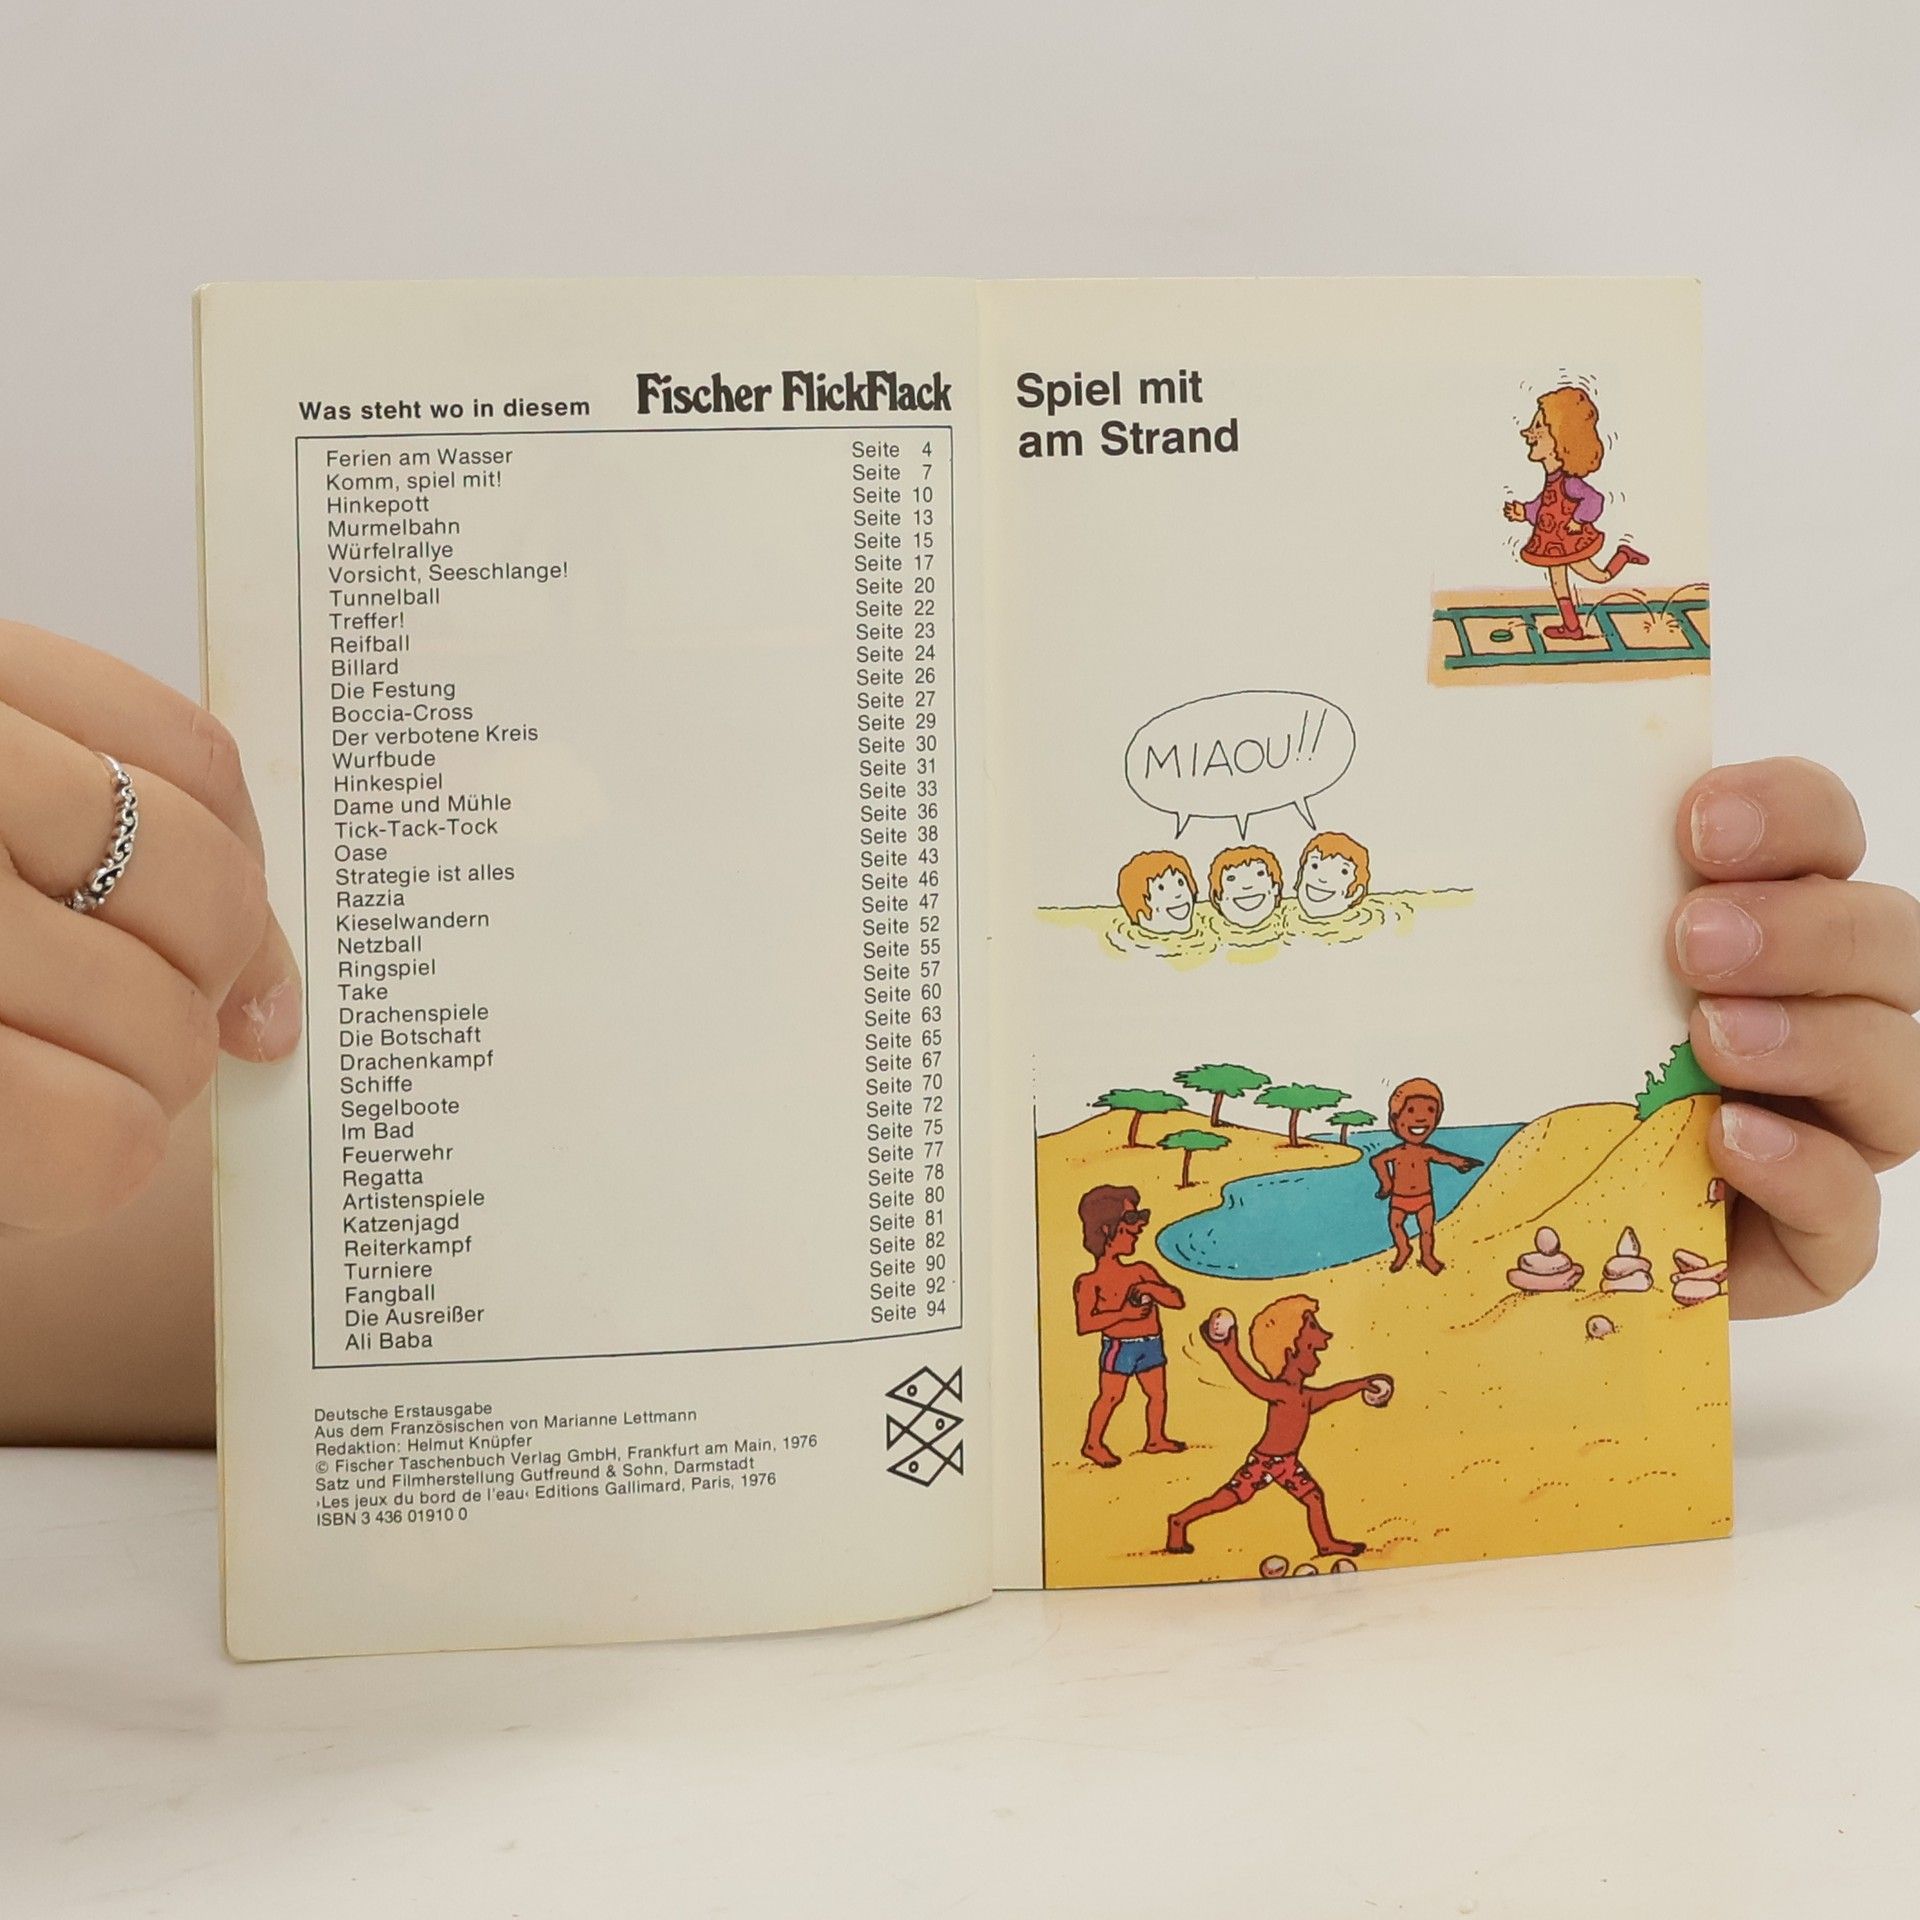 Was steht wo in diesem Fischer FlickFlack
Ferien am Wasser Seite 4
Komm, spiel mit! Seite 7
Hinkepott Seite 10
Murmelbahn Seite 13
Würfelrallye Seite 15
Vorsicht, Seeschlange! Seite 17
Tunnelball Seite 20
Treffer! Seite 22
Reifball Seite 23
Billard Seite 24
Die Festung Seite 26
Boccia-Cross Seite 27
Der verbotene Kreis Seite 29
Wurfbude Seite 30
Hinkespiel Seite 31
Dame und Mühle Seite 33
Tick-Tack-Tock Seite 36
Oase Seite 38
Strategie ist alles Seite 43
Razzia Seite 46
Kieselwandern Seite 47
Netzball Seite 52
Ringspiel Seite 55
Take Seite 57
Drachenspiele Seite 60
Die Botschaft Seite 63
Drachenkampf Seite 65
Schiffe Seite 67
Segelboote Seite 70
Im Bad Seite 72
Feuerwehr Seite 75
Regatta Seite 77
Artistenspiele Seite 78
Katzenjagd Seite 80
Reiterkampf Seite 81
Turniere Seite 82
Fangball Seite 90
Die Ausreißer Seite 92
Ali Baba Seite 94
Deutsche Erstausgabe
Aus dem Französischen von Marianne Lettmann
Redaktion: Helmut Knüpfer
© Fischer Taschenbuch Verlag GmbH, Frankfurt am Main, 1976
Satz und Filmherstellung Gutfreund & Sohn, Darmstadt
›Les jeux du bord de l'eau‹ Editions Gallimard, Paris, 1976
ISBN 3 436 01910 0
Spiel mit
am Strand
MIAOU!!